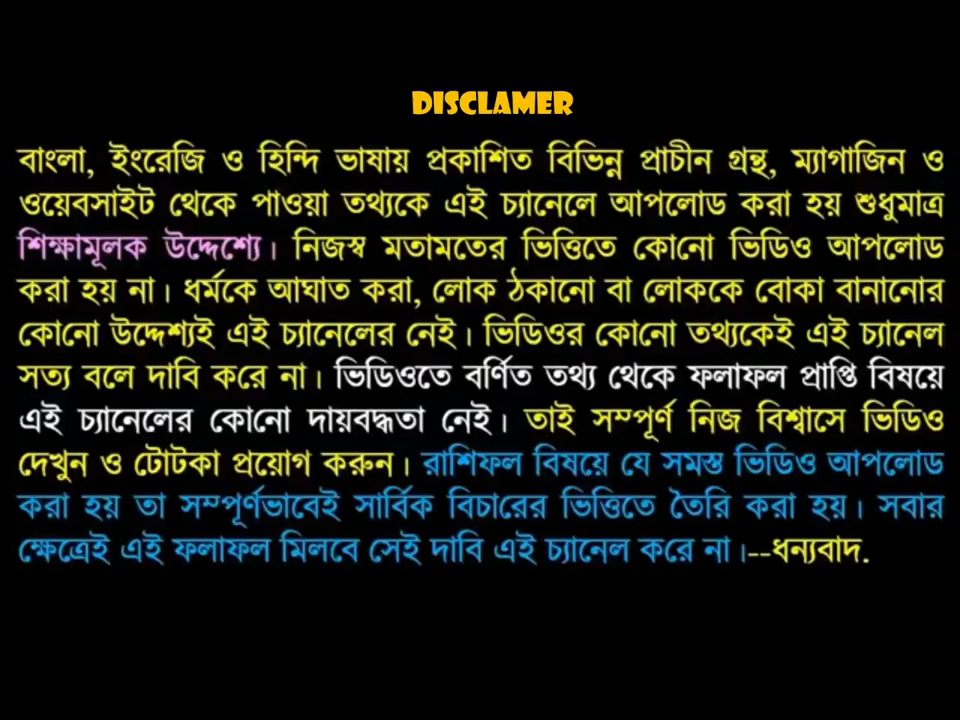 DISCLAMER
বাংলা, ইংরেজি ও হিন্দি ভাষায় প্রকাশিত বিভিন্ন প্রাচীন গ্রন্থ, ম্যাগাজিন ও
ওয়েবসাইট থেকে পাওয়া তথ্যকে এই চ্যানেলে আপলোড করা হয় শুধুমাত্র
শিক্ষামূলক উদ্দেশ্যে। নিজস্ব মতামতের ভিত্তিতে কোনো ভিডিও আপলোড
করা হয় না। ধর্মকে আঘাত করা, লোক ঠকানো বা লোককে বোকা বানানোর
কোনো উদ্দেশ্যই এই চ্যানেলের নেই। ভিডিওর কোনো তথ্যকেই এই চ্যানেল
সত্য বলে দাবি করে না। ভিডিওতে বর্ণিত তথ্য থেকে ফলাফল প্রাপ্তি বিষয়ে
এই চ্যানেলের কোনো দায়বদ্ধতা নেই। তাই সম্পূর্ণ নিজ বিশ্বাসে ভিডিও
দেখুন ও টোটকা প্রয়োগ করুন। রাশিফল বিষয়ে যে সমস্ত ভিডিও আপলোড
করা হয় তা সম্পূর্ণভাবেই সার্বিক বিচারের ভিত্তিতে তৈরি করা হয়। সবার
ক্ষেত্রেই এই ফলাফল মিলবে সেই দাবি এই চ্যানেল করে না।--ধন্যবাদ.